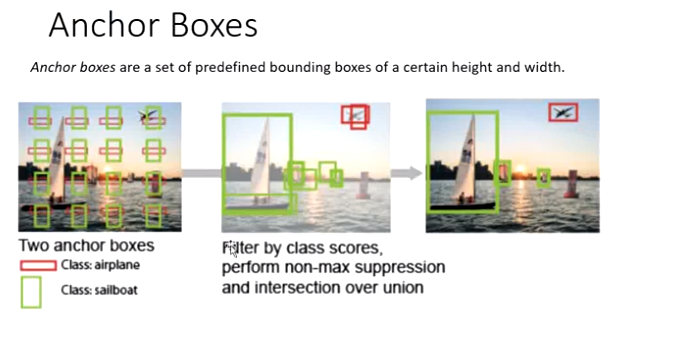 Anchor Boxes
Anchor boxes are a set of predefined bounding boxes of a certain height and width.
Two anchor boxes
Class: airplane
Class: sailboat
Filter by class scores,
perform non-max suppression
and intersection over union